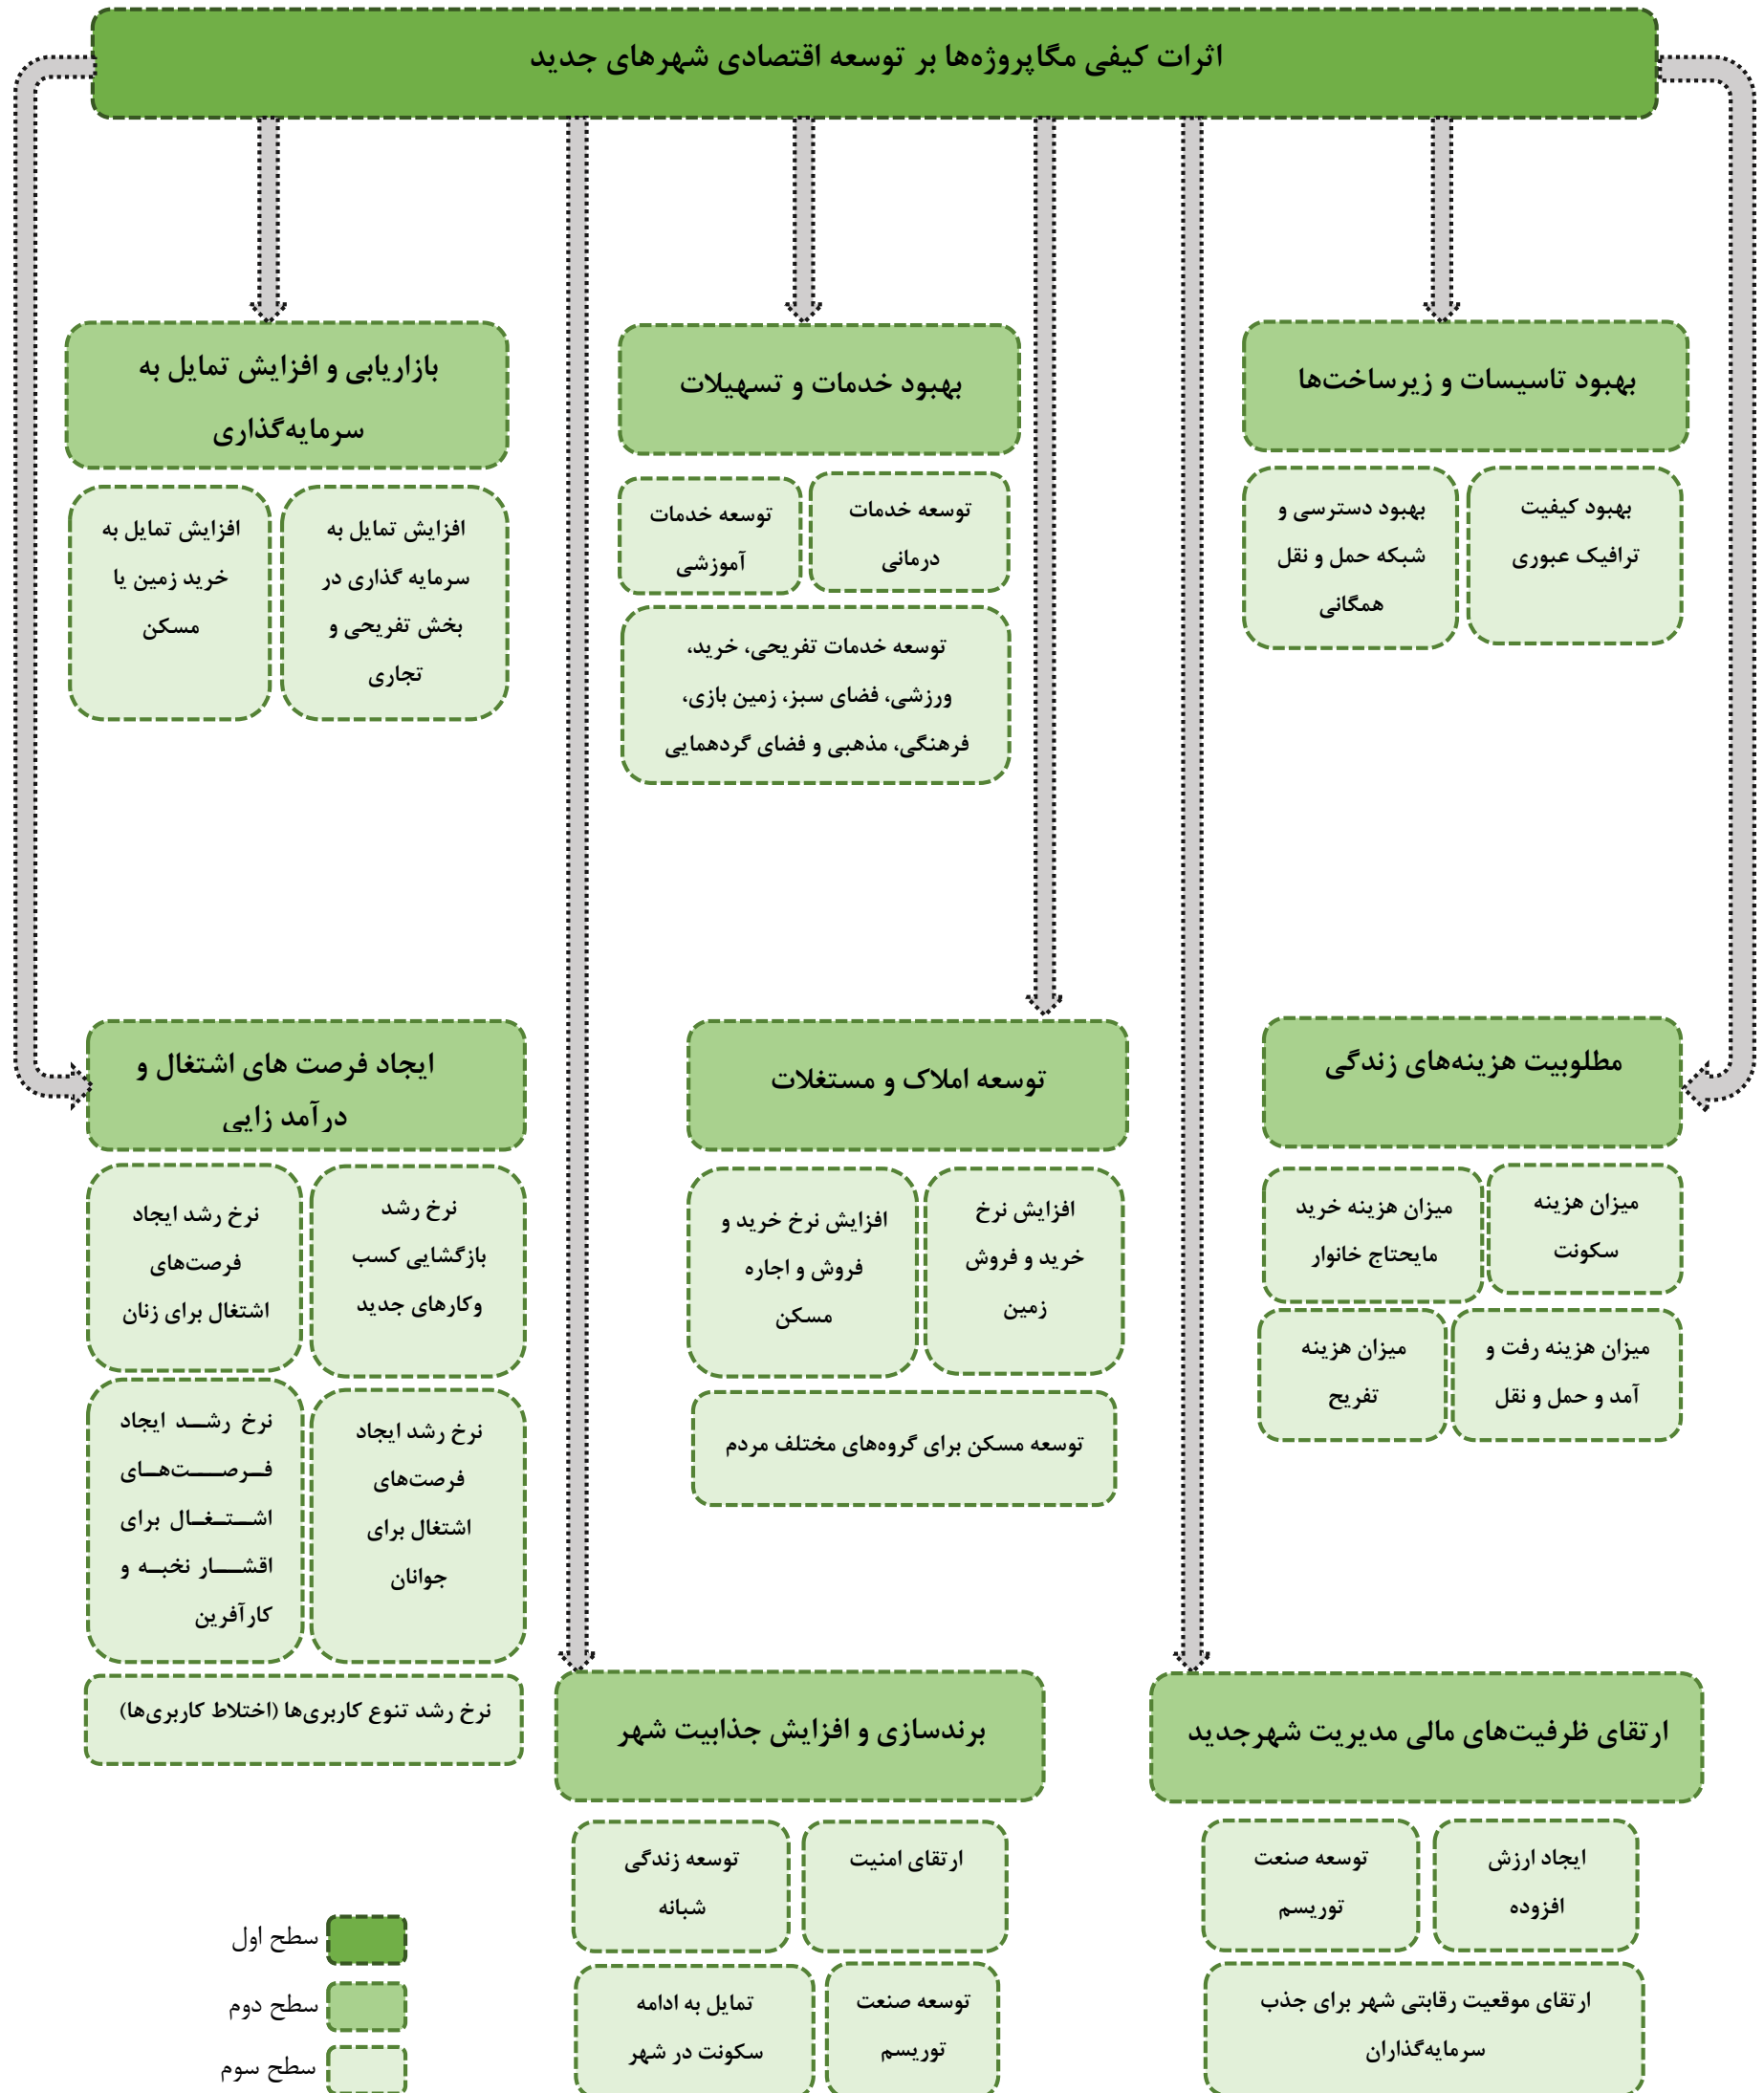 اثرات کیفی مگاپروژه‌ها بر توسعه اقتصادی شهرهای جدید
بهبود تاسیسات و زیرساخت‌ها
بهبود کیفیت
ترافیک عبوری
بهبود دسترسی و
شبکه حمل و نقل
همگانی
بهبود خدمات و تسهیلات
توسعه خدمات
درمانی
توسعه خدمات
آموزشی
توسعه خدمات تفریحی، خرید،
ورزشی، فضای سبز، زمین بازی،
فرهنگی، مذهبی و فضای گردهمایی
بازاریابی و افزایش تمایل به
سرمایه‌گذاری
افزایش تمایل به
سرمایه گذاری در
بخش تفریحی و
تجاری
افزایش تمایل به
خرید زمین یا
مسکن
مطلوبیت هزینه‌های زندگی
میزان هزینه
سکونت
میزان هزینه خرید
مایحتاج خانوار
میزان هزینه رفت و
آمد و حمل و نقل
میزان هزینه
تفریح
توسعه املاک و مستغلات
افزایش نرخ
خرید و فروش
زمین
افزایش نرخ خرید و
فروش و اجاره
مسکن
توسعه مسکن برای گروه‌های مختلف مردم
ایجاد فرصت های اشتغال و
درآمد زایی
نرخ رشد
بازگشایی کسب
وکارهای جدید
نرخ رشد ایجاد
فرصت‌های
اشتغال برای زنان
نرخ رشد ایجاد
فرصت‌های
اشتغال برای
جوانان
نرخ رشد ایجاد
فرصت‌های
اشتغال برای
اقشار نخبه و
کارآفرین
نرخ رشد تنوع کاربری‌ها (اختلاط کاربری‌ها)
ارتقای ظرفیت‌های مالی مدیریت شهرجدید
ایجاد ارزش
افزوده
توسعه صنعت
توریسم
ارتقای موقعیت رقابتی شهر برای جذب
سرمایه‌گذاران
برندسازی و افزایش جذابیت شهر
ارتقای امنیت
توسعه زندگی
شبانه
توسعه صنعت
توریسم
تمایل به ادامه
سکونت در شهر
سطح اول
سطح دوم
سطح سوم